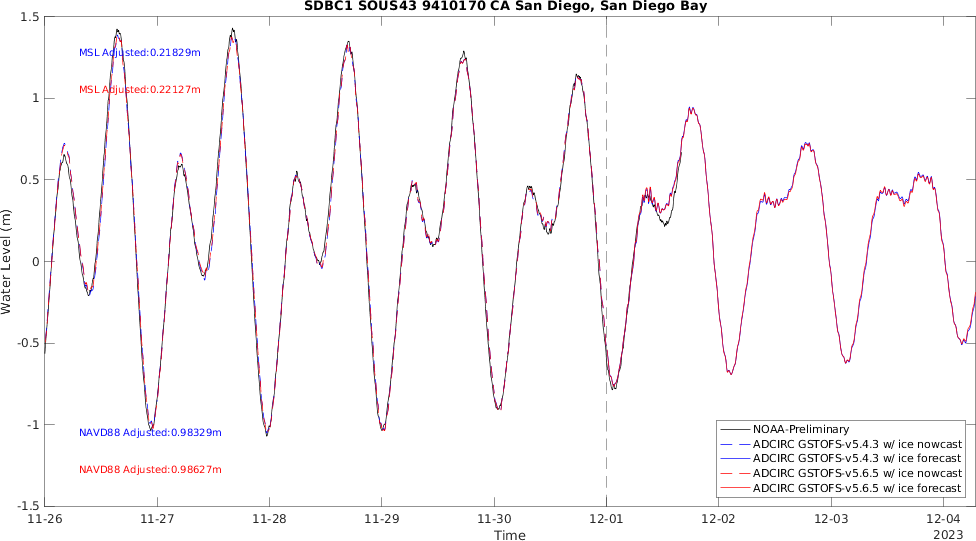 SDBC1 SOUS43 9410170 CA San Diego, San Diego Bay
1.5
MSL Adjusted:0.21829m
MSL Adjusted:0.22127m
1
0.5
0
-0.5
-1
-1.5
Water Level (m)
NAVD88 Adjusted:0.98329m
NAVD88 Adjusted:0.98627m
NOAA-Preliminary
ADCIRC GSTOFS-v5.4.3 w/ ice nowcast
ADCIRC GSTOFS-v5.4.3 w/ ice forecast
ADCIRC GSTOFS-v5.6.5 w/ ice nowcast
ADCIRC GSTOFS-v5.6.5 w/ ice forecast
11-26 11-27 11-28 11-29 11-30 12-01 12-02 12-03 12-04
Time
2023